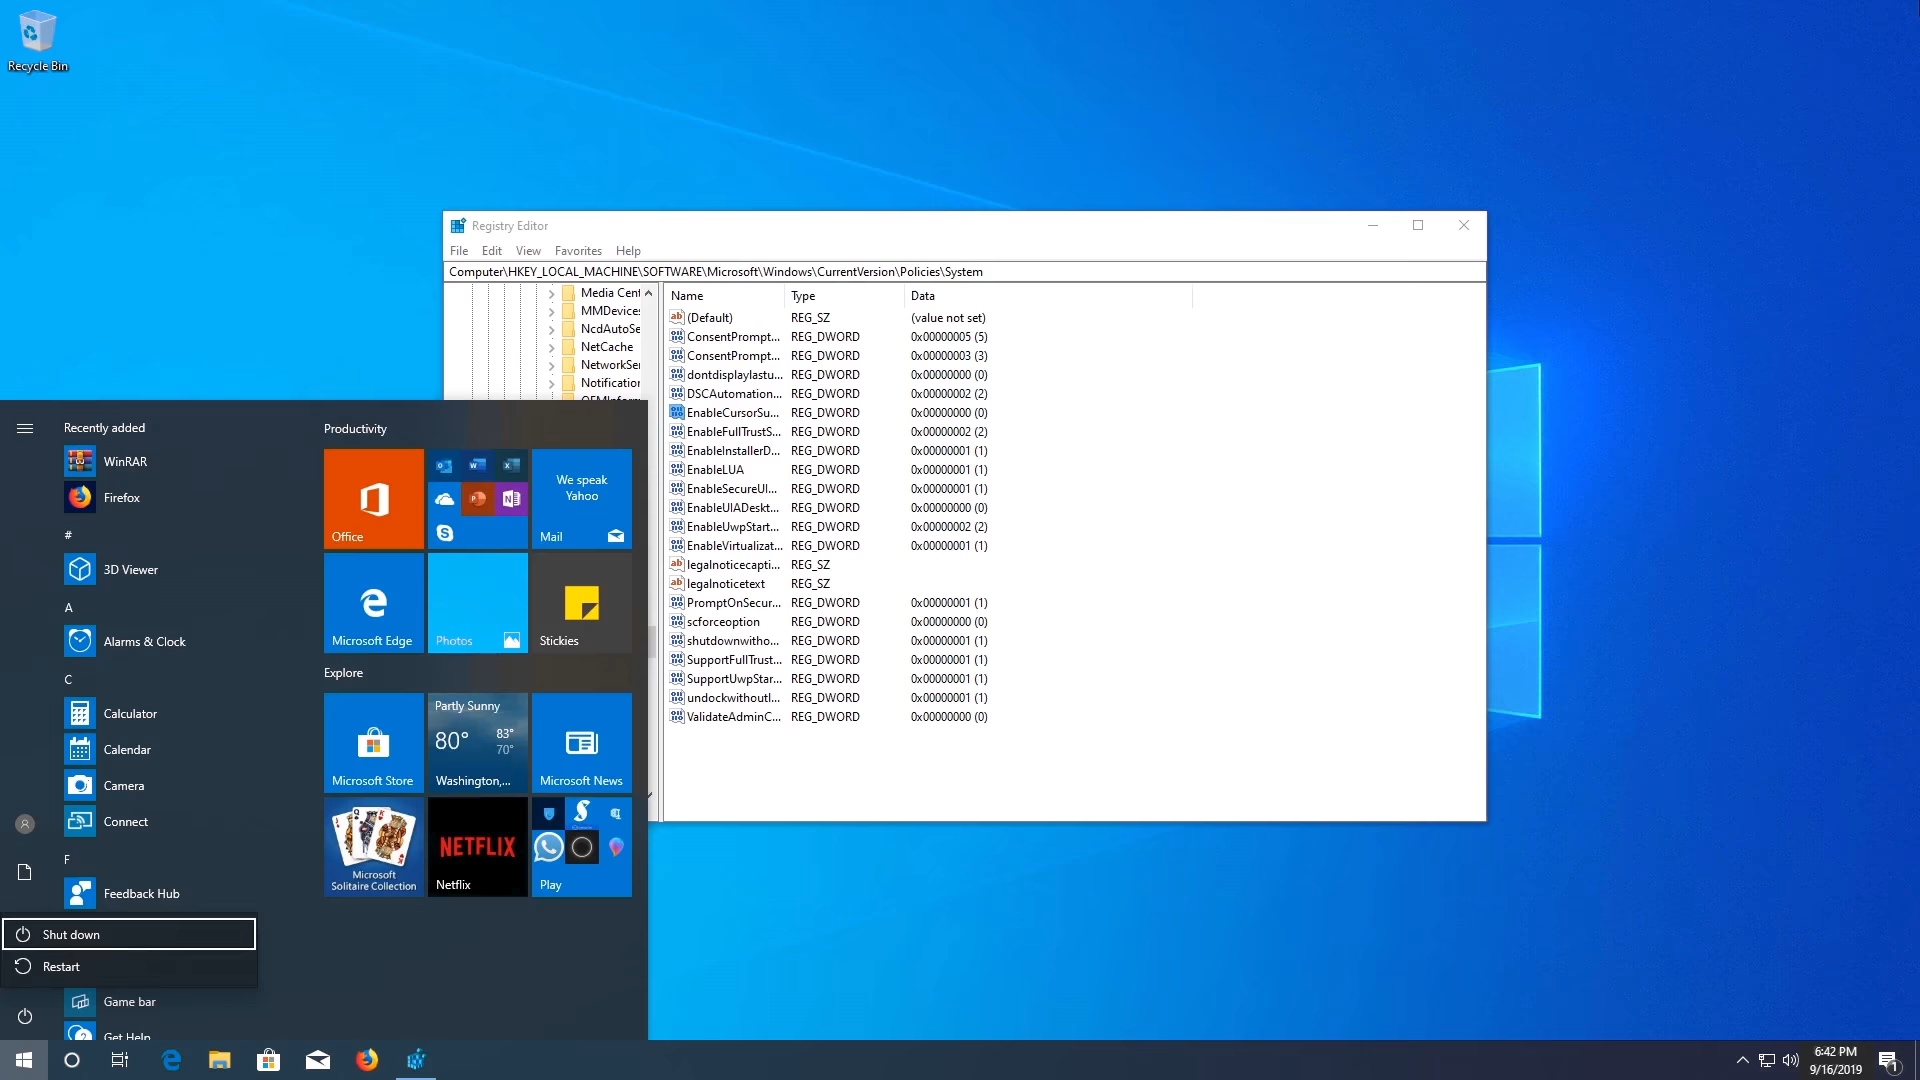 Recycle Bin
Registry Editor
File Edit View Favorites Help
Computer\HKEY_LOCAL_MACHINE\SOFTWARE\Microsoft\Windows\CurrentVersion\Policies\System
Media Cent
MMDevices
NcdAutoSe
NetCache
NetworkSer
Notification
Name Type Data
(Default) REG_SZ (value not set)
ConsentPrompt... REG_DWORD 0x00000005 (5)
ConsentPrompt... REG_DWORD 0x00000003 (3)
dontdisplaylastu... REG_DWORD 0x00000000 (0)
DSCAutomation... REG_DWORD 0x00000002 (2)
EnableCursorSu... REG_DWORD 0x00000000 (0)
EnableFullTrustS... REG_DWORD 0x00000002 (2)
EnableInstallerD... REG_DWORD 0x00000001 (1)
EnableLUA REG_DWORD 0x00000001 (1)
EnableSecureUI... REG_DWORD 0x00000001 (1)
EnableUIADeskt... REG_DWORD 0x00000000 (0)
EnableUwpStart... REG_DWORD 0x00000002 (2)
EnableVirtualizat... REG_DWORD 0x00000001 (1)
legalnoticecapti... REG_SZ
legalnoticetext REG_SZ
PromptOnSecur... REG_DWORD 0x00000001 (1)
scforceoption REG_DWORD 0x00000000 (0)
shutdownwitho... REG_DWORD 0x00000001 (1)
SupportFullTrust... REG_DWORD 0x00000001 (1)
SupportUwpStar... REG_DWORD 0x00000001 (1)
undockwithoutl... REG_DWORD 0x00000001 (1)
ValidateAdminC... REG_DWORD 0x00000000 (0)
Recently added
WinRAR
Firefox
#
3D Viewer
A
Alarms & Clock
C
Calculator
Calendar
Camera
Connect
F
Feedback Hub
Shut down
Restart
Game bar
Get Help
Productivity
Office
We speak
Yahoo
Mail
Microsoft Edge
Photos
Stickies
Explore
Microsoft Store
Partly Sunny
80° 83°
70°
Washington,...
Microsoft News
Microsoft
Solitaire Collection
NETFLIX
Netflix
Play
6:42 PM
9/16/2019
1